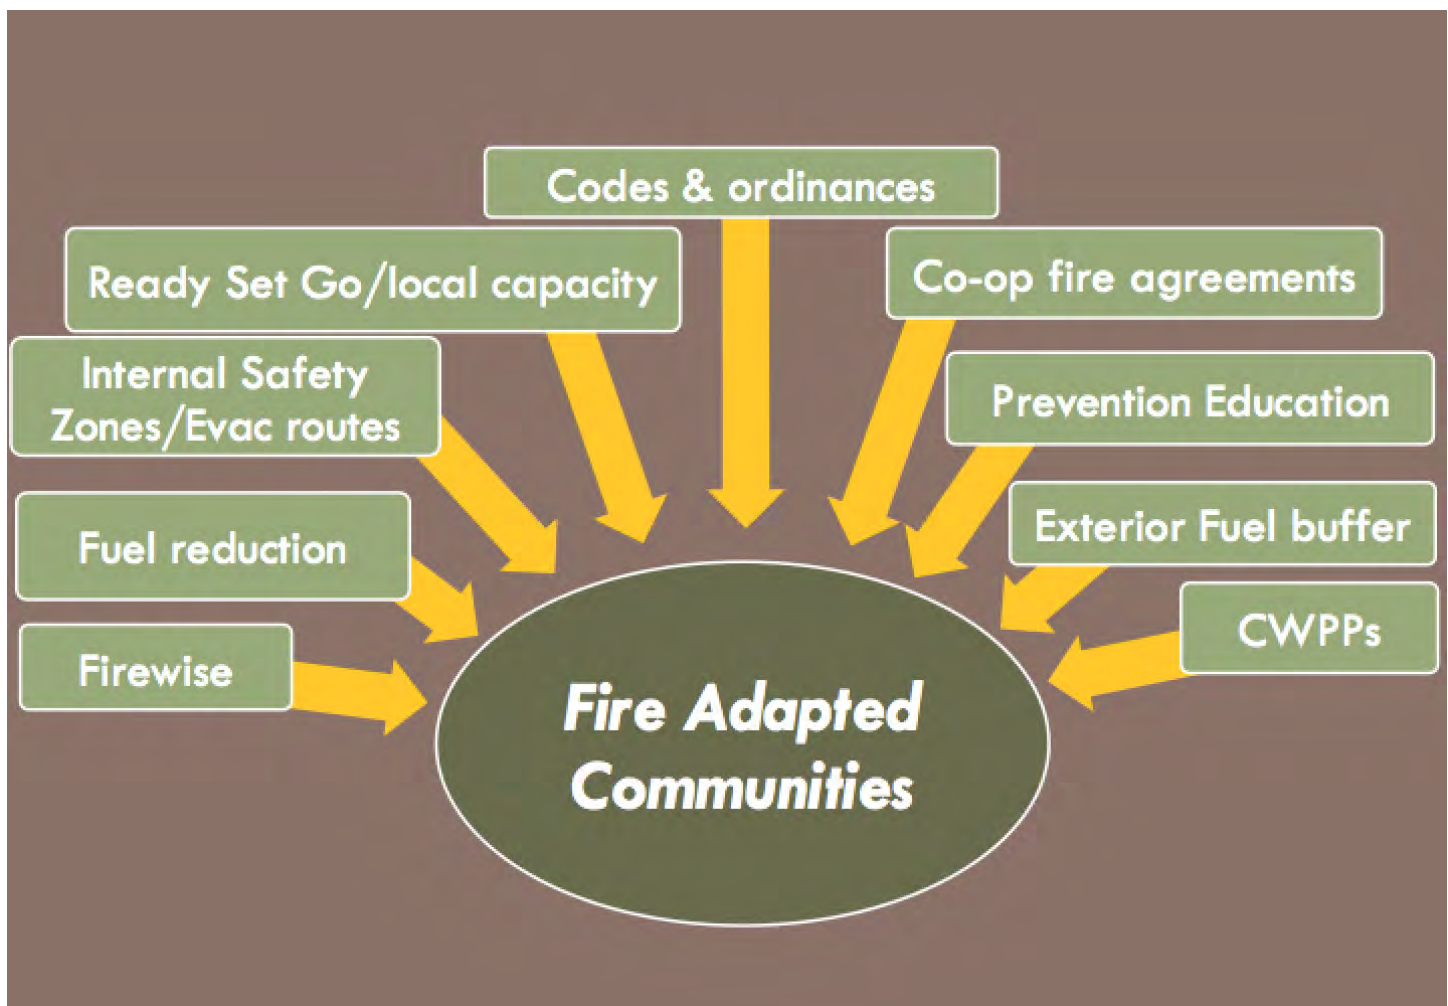 Codes & ordinances
Ready Set Go/local capacity
Co-op fire agreements
Internal Safety
Zones/Evac routes
Prevention Education
Fuel reduction
Exterior Fuel buffer
Firewise
CWPPs
Fire Adapted
Communities